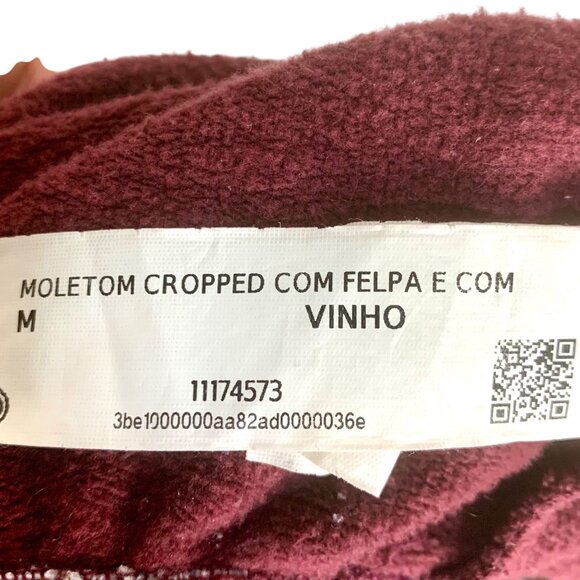 MOLETOM CROPPED COM FELPA E COM
M VINHO
11174573
3be1000000aa82ad0000036e